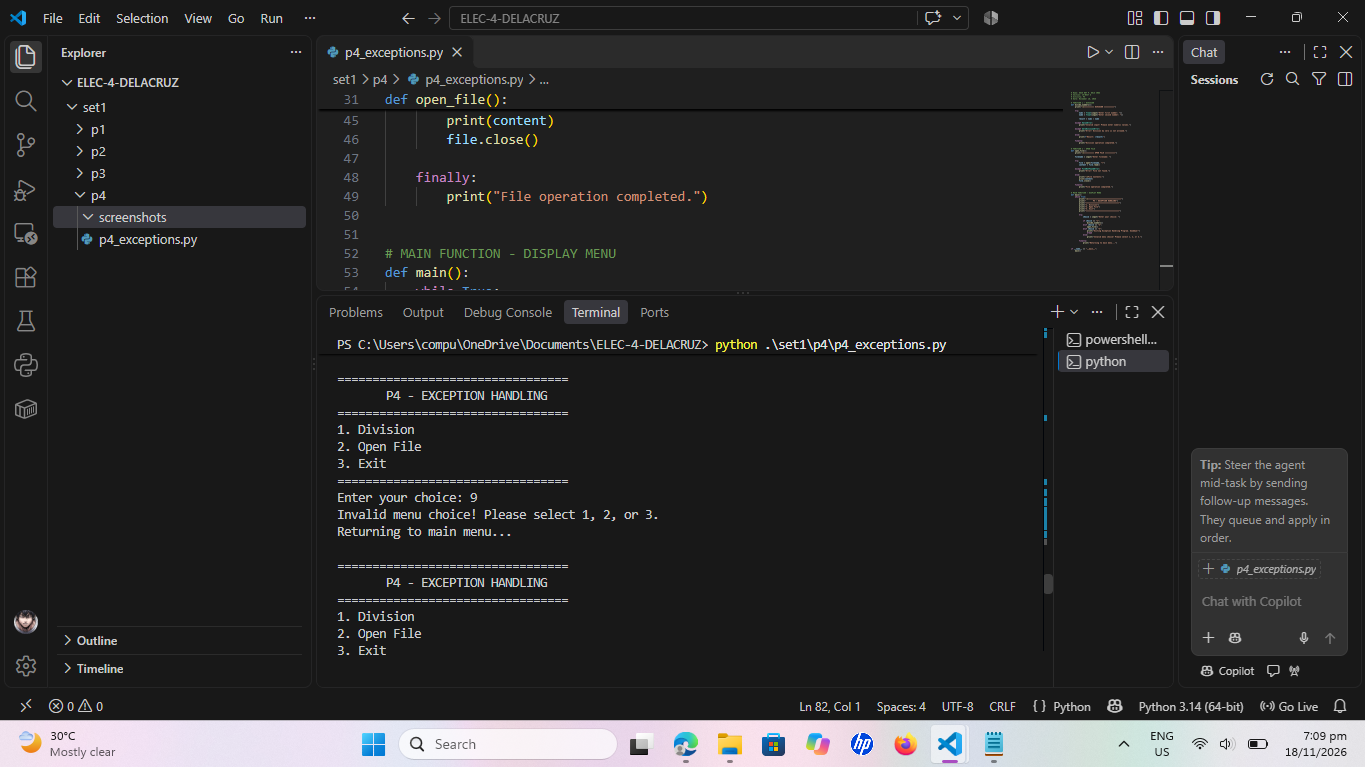 File Edit Selection View Go Run ··· ELEC-4-DELACRUZ
Explorer ···
ELEC-4-DELACRUZ
set1
p1
p2
p3
p4
screenshots
p4_exceptions.py
Outline
Timeline
p4_exceptions.py
set1 > p4 > p4_exceptions.py > ...
31 def open_file():
45 print(content)
46 file.close()
47
48 finally:
49 print("File operation completed.")
50
51
52 # MAIN FUNCTION - DISPLAY MENU
53 def main():
54 while True:
Problems Output Debug Console Terminal Ports
PS C:\Users\compu\OneDrive\Documents\ELEC-4-DELACRUZ> python .\set1\p4\p4_exceptions.py
=================================
P4 - EXCEPTION HANDLING
=================================
1. Division
2. Open File
3. Exit
=================================
Enter your choice: 9
Invalid menu choice! Please select 1, 2, or 3.
Returning to main menu...
=================================
P4 - EXCEPTION HANDLING
=================================
1. Division
2. Open File
3. Exit
powershell...
python
Chat ···
Sessions
Tip: Steer the agent
mid-task by sending
follow-up messages.
They queue and apply in
order.
p4_exceptions.py
Chat with Copilot
Copilot
0 0
Ln 82, Col 1 Spaces: 4 UTF-8 CRLF {} Python Python 3.14 (64-bit) Go Live
30°C
Mostly clear
Search
hp
ENG
US
7:09 pm
18/11/2026